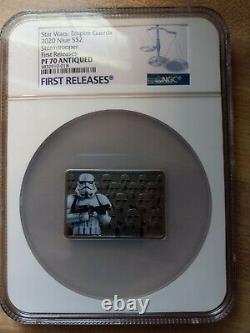 Star Wars: Empire Guards
2020 Niue S$2
Stormtrooper
First Releases
PF 70 ANTIQUED
FIRST RELEASES®
NGC